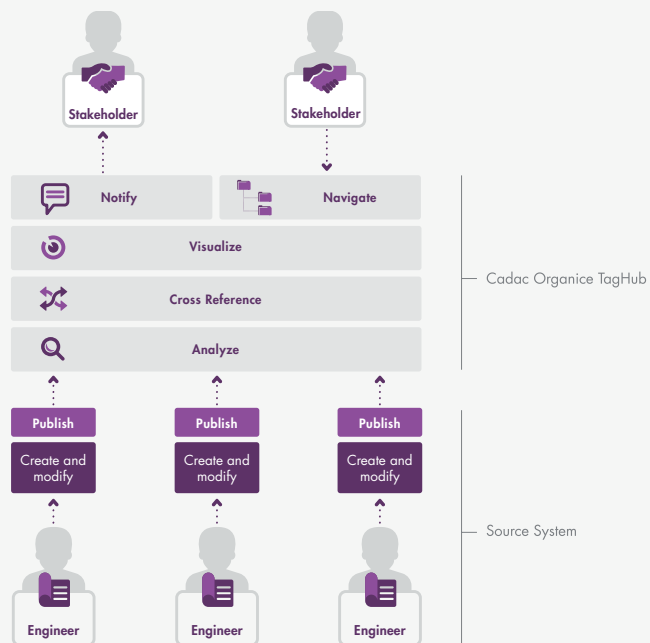 Stakeholder
Stakeholder
Notify
Navigate
Visualize
Cross Reference
Analyze
Cadac Organice TagHub
Publish
Publish
Publish
Create and
modify
Create and
modify
Create and
modify
Source System
Engineer
Engineer
Engineer